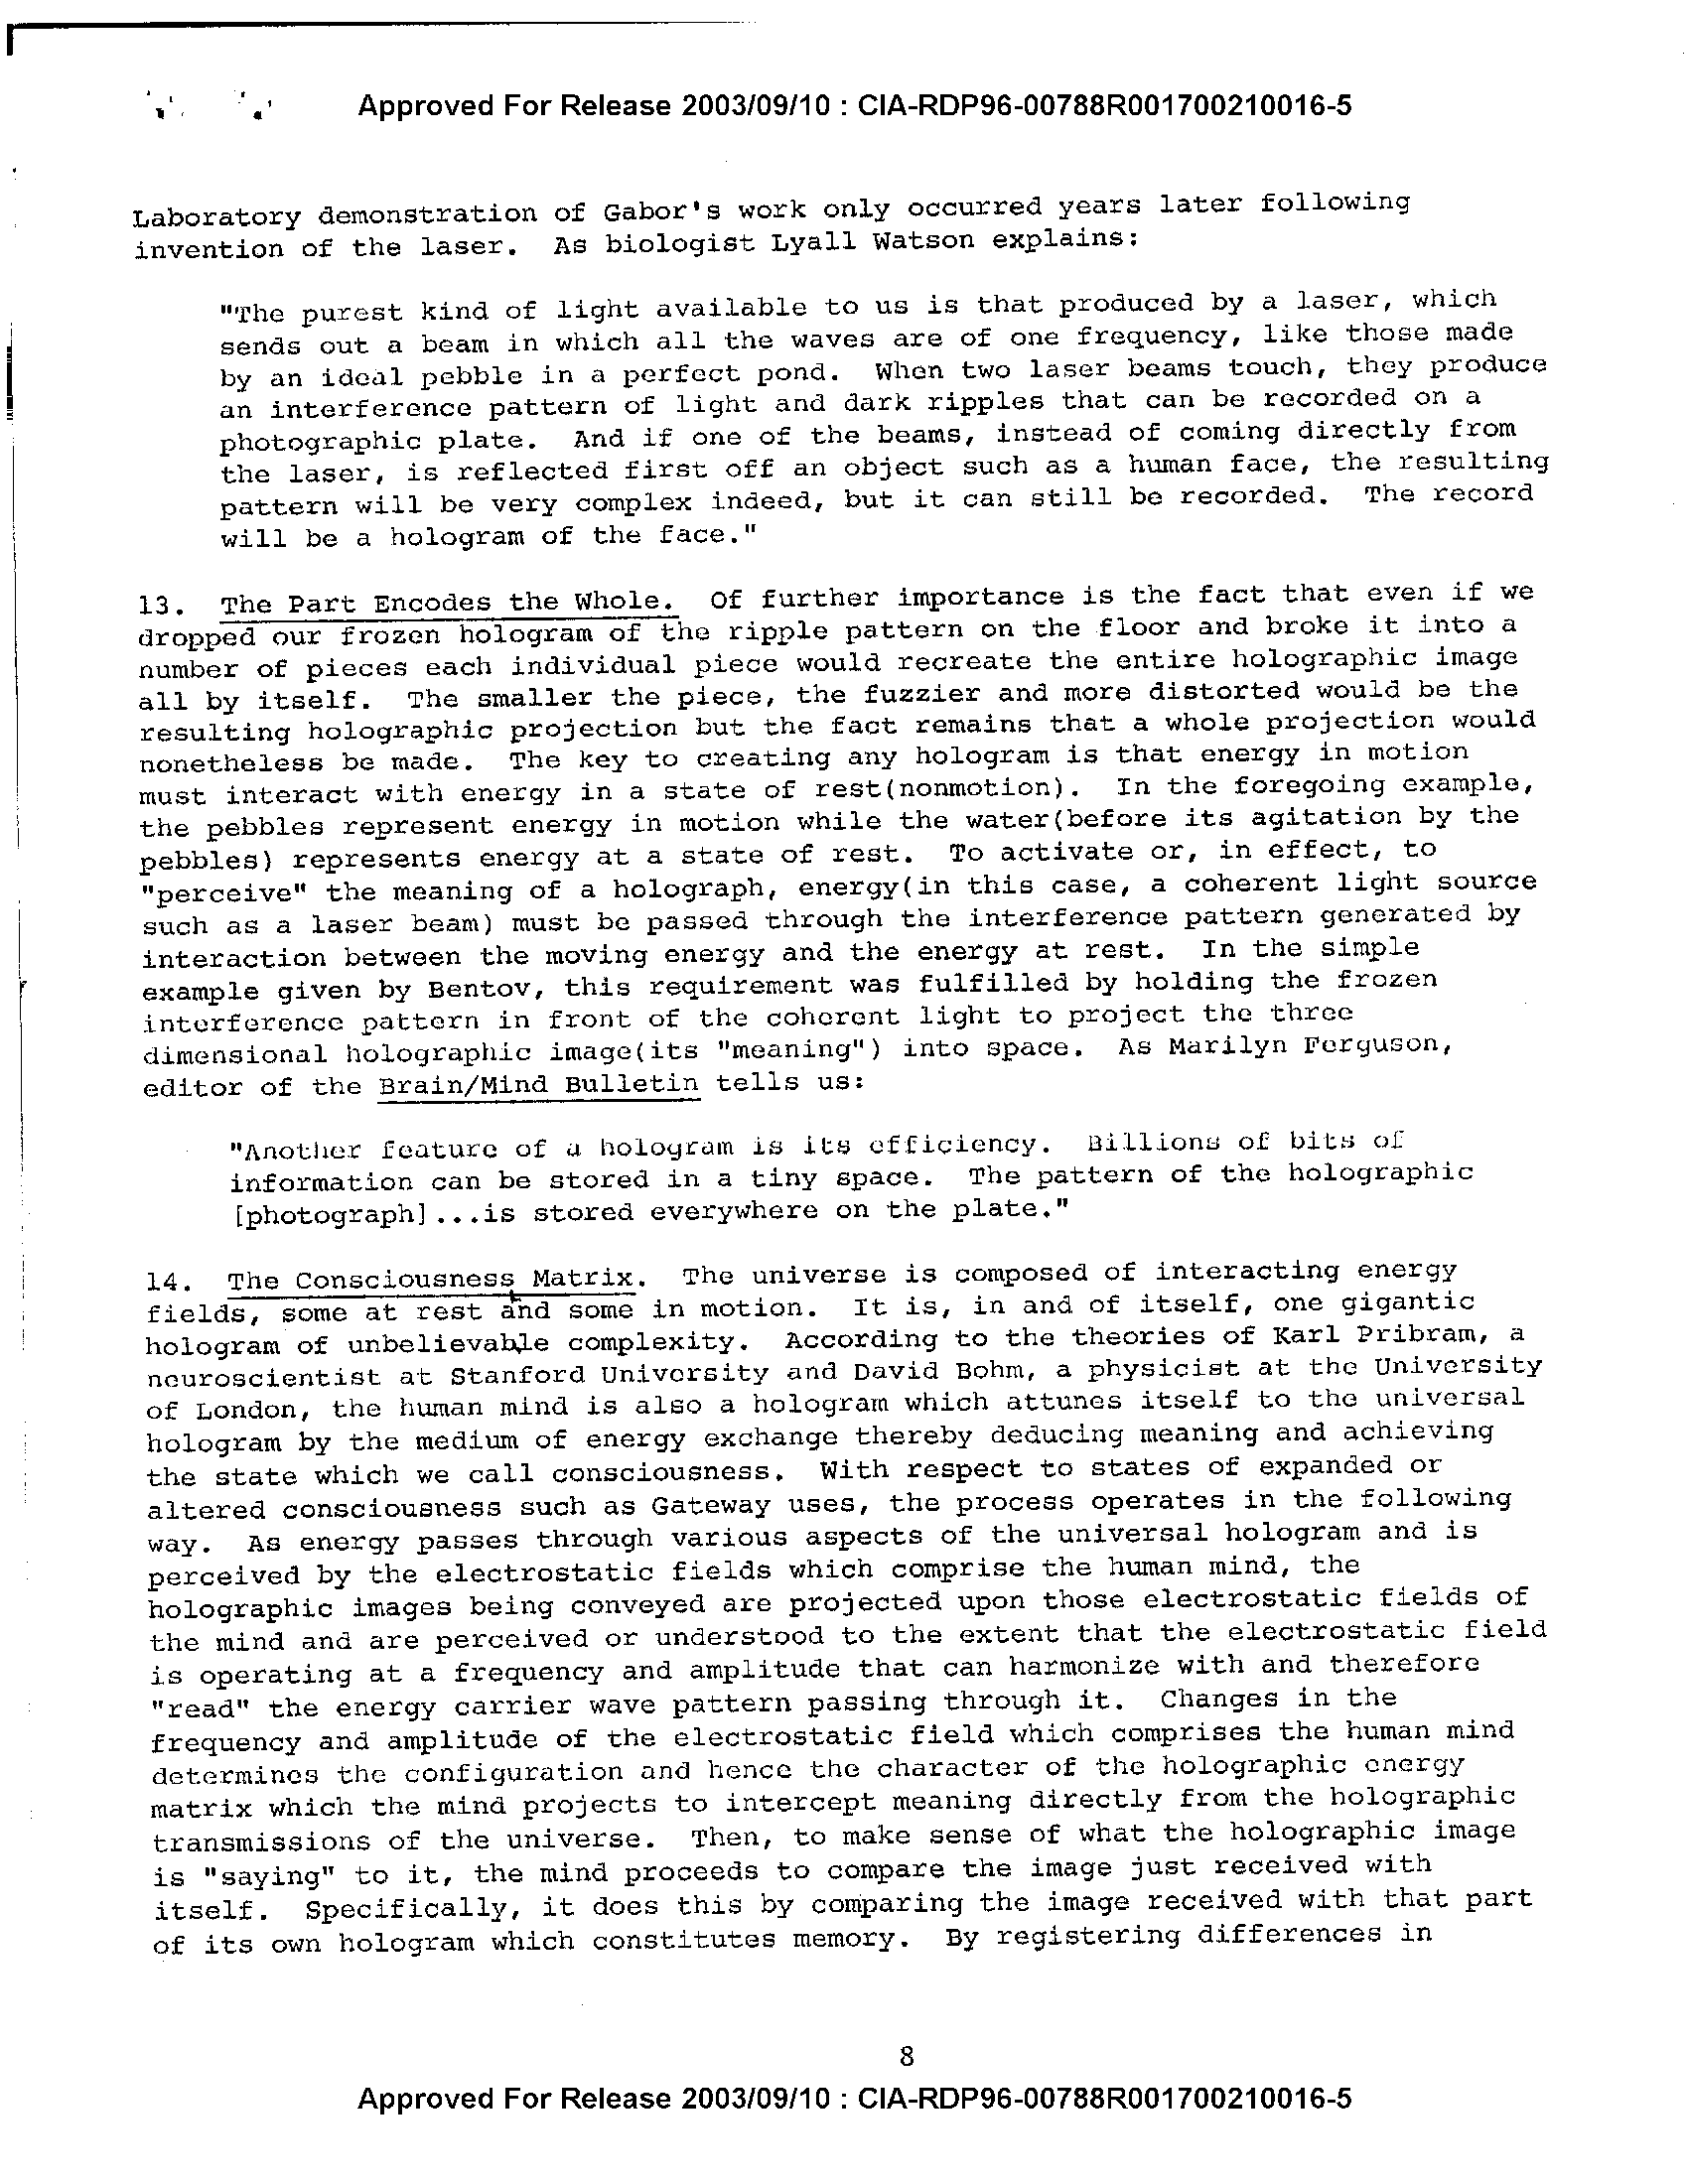 Approved For Release 2003/09/10 : CIA-RDP96-00788R001700210016-5
Laboratory demonstration of Gabor's work only occurred years later following
invention of the laser. As biologist Lyall Watson explains:
"The purest kind of light available to us is that produced by a laser, which
sends out a beam in which all the waves are of one frequency, like those made
by an ideal pebble in a perfect pond. When two laser beams touch, they produce
an interference pattern of light and dark ripples that can be recorded on a
photographic plate. And if one of the beams, instead of coming directly from
the laser, is reflected first off an object such as a human face, the resulting
pattern will be very complex indeed, but it can still be recorded. The record
will be a hologram of the face."
13. The Part Encodes the Whole. Of further importance is the fact that even if we
dropped our frozen hologram of the ripple pattern on the floor and broke it into a
number of pieces each individual piece would recreate the entire holographic image
all by itself. The smaller the piece, the fuzzier and more distorted would be the
resulting holographic projection but the fact remains that a whole projection would
nonetheless be made. The key to creating any hologram is that energy in motion
must interact with energy in a state of rest(nonmotion). In the foregoing example,
the pebbles represent energy in motion while the water(before its agitation by the
pebbles) represents energy at a state of rest. To activate or, in effect, to
"perceive" the meaning of a holograph, energy(in this case, a coherent light source
such as a laser beam) must be passed through the interference pattern generated by
interaction between the moving energy and the energy at rest. In the simple
example given by Bentov, this requirement was fulfilled by holding the frozen
interference pattern in front of the coherent light to project the three
dimensional holographic image(its "meaning") into space. As Marilyn Ferguson,
editor of the Brain/Mind Bulletin tells us:
"Another feature of a hologram is its efficiency. Billions of bits of
information can be stored in a tiny space. The pattern of the holographic
[photograph]...is stored everywhere on the plate."
14. The Consciousness Matrix. The universe is composed of interacting energy
fields, some at rest and some in motion. It is, in and of itself, one gigantic
hologram of unbelievable complexity. According to the theories of Karl Pribram, a
neuroscientist at Stanford University and David Bohm, a physicist at the University
of London, the human mind is also a hologram which attunes itself to the universal
hologram by the medium of energy exchange thereby deducing meaning and achieving
the state which we call consciousness. With respect to states of expanded or
altered consciousness such as Gateway uses, the process operates in the following
way. As energy passes through various aspects of the universal hologram and is
perceived by the electrostatic fields which comprise the human mind, the
holographic images being conveyed are projected upon those electrostatic fields of
the mind and are perceived or understood to the extent that the electrostatic field
is operating at a frequency and amplitude that can harmonize with and therefore
"read" the energy carrier wave pattern passing through it. Changes in the
frequency and amplitude of the electrostatic field which comprises the human mind
determines the configuration and hence the character of the holographic energy
matrix which the mind projects to intercept meaning directly from the holographic
transmissions of the universe. Then, to make sense of what the holographic image
is "saying" to it, the mind proceeds to compare the image just received with
itself. Specifically, it does this by comparing the image received with that part
of its own hologram which constitutes memory. By registering differences in
8
Approved For Release 2003/09/10 : CIA-RDP96-00788R001700210016-5